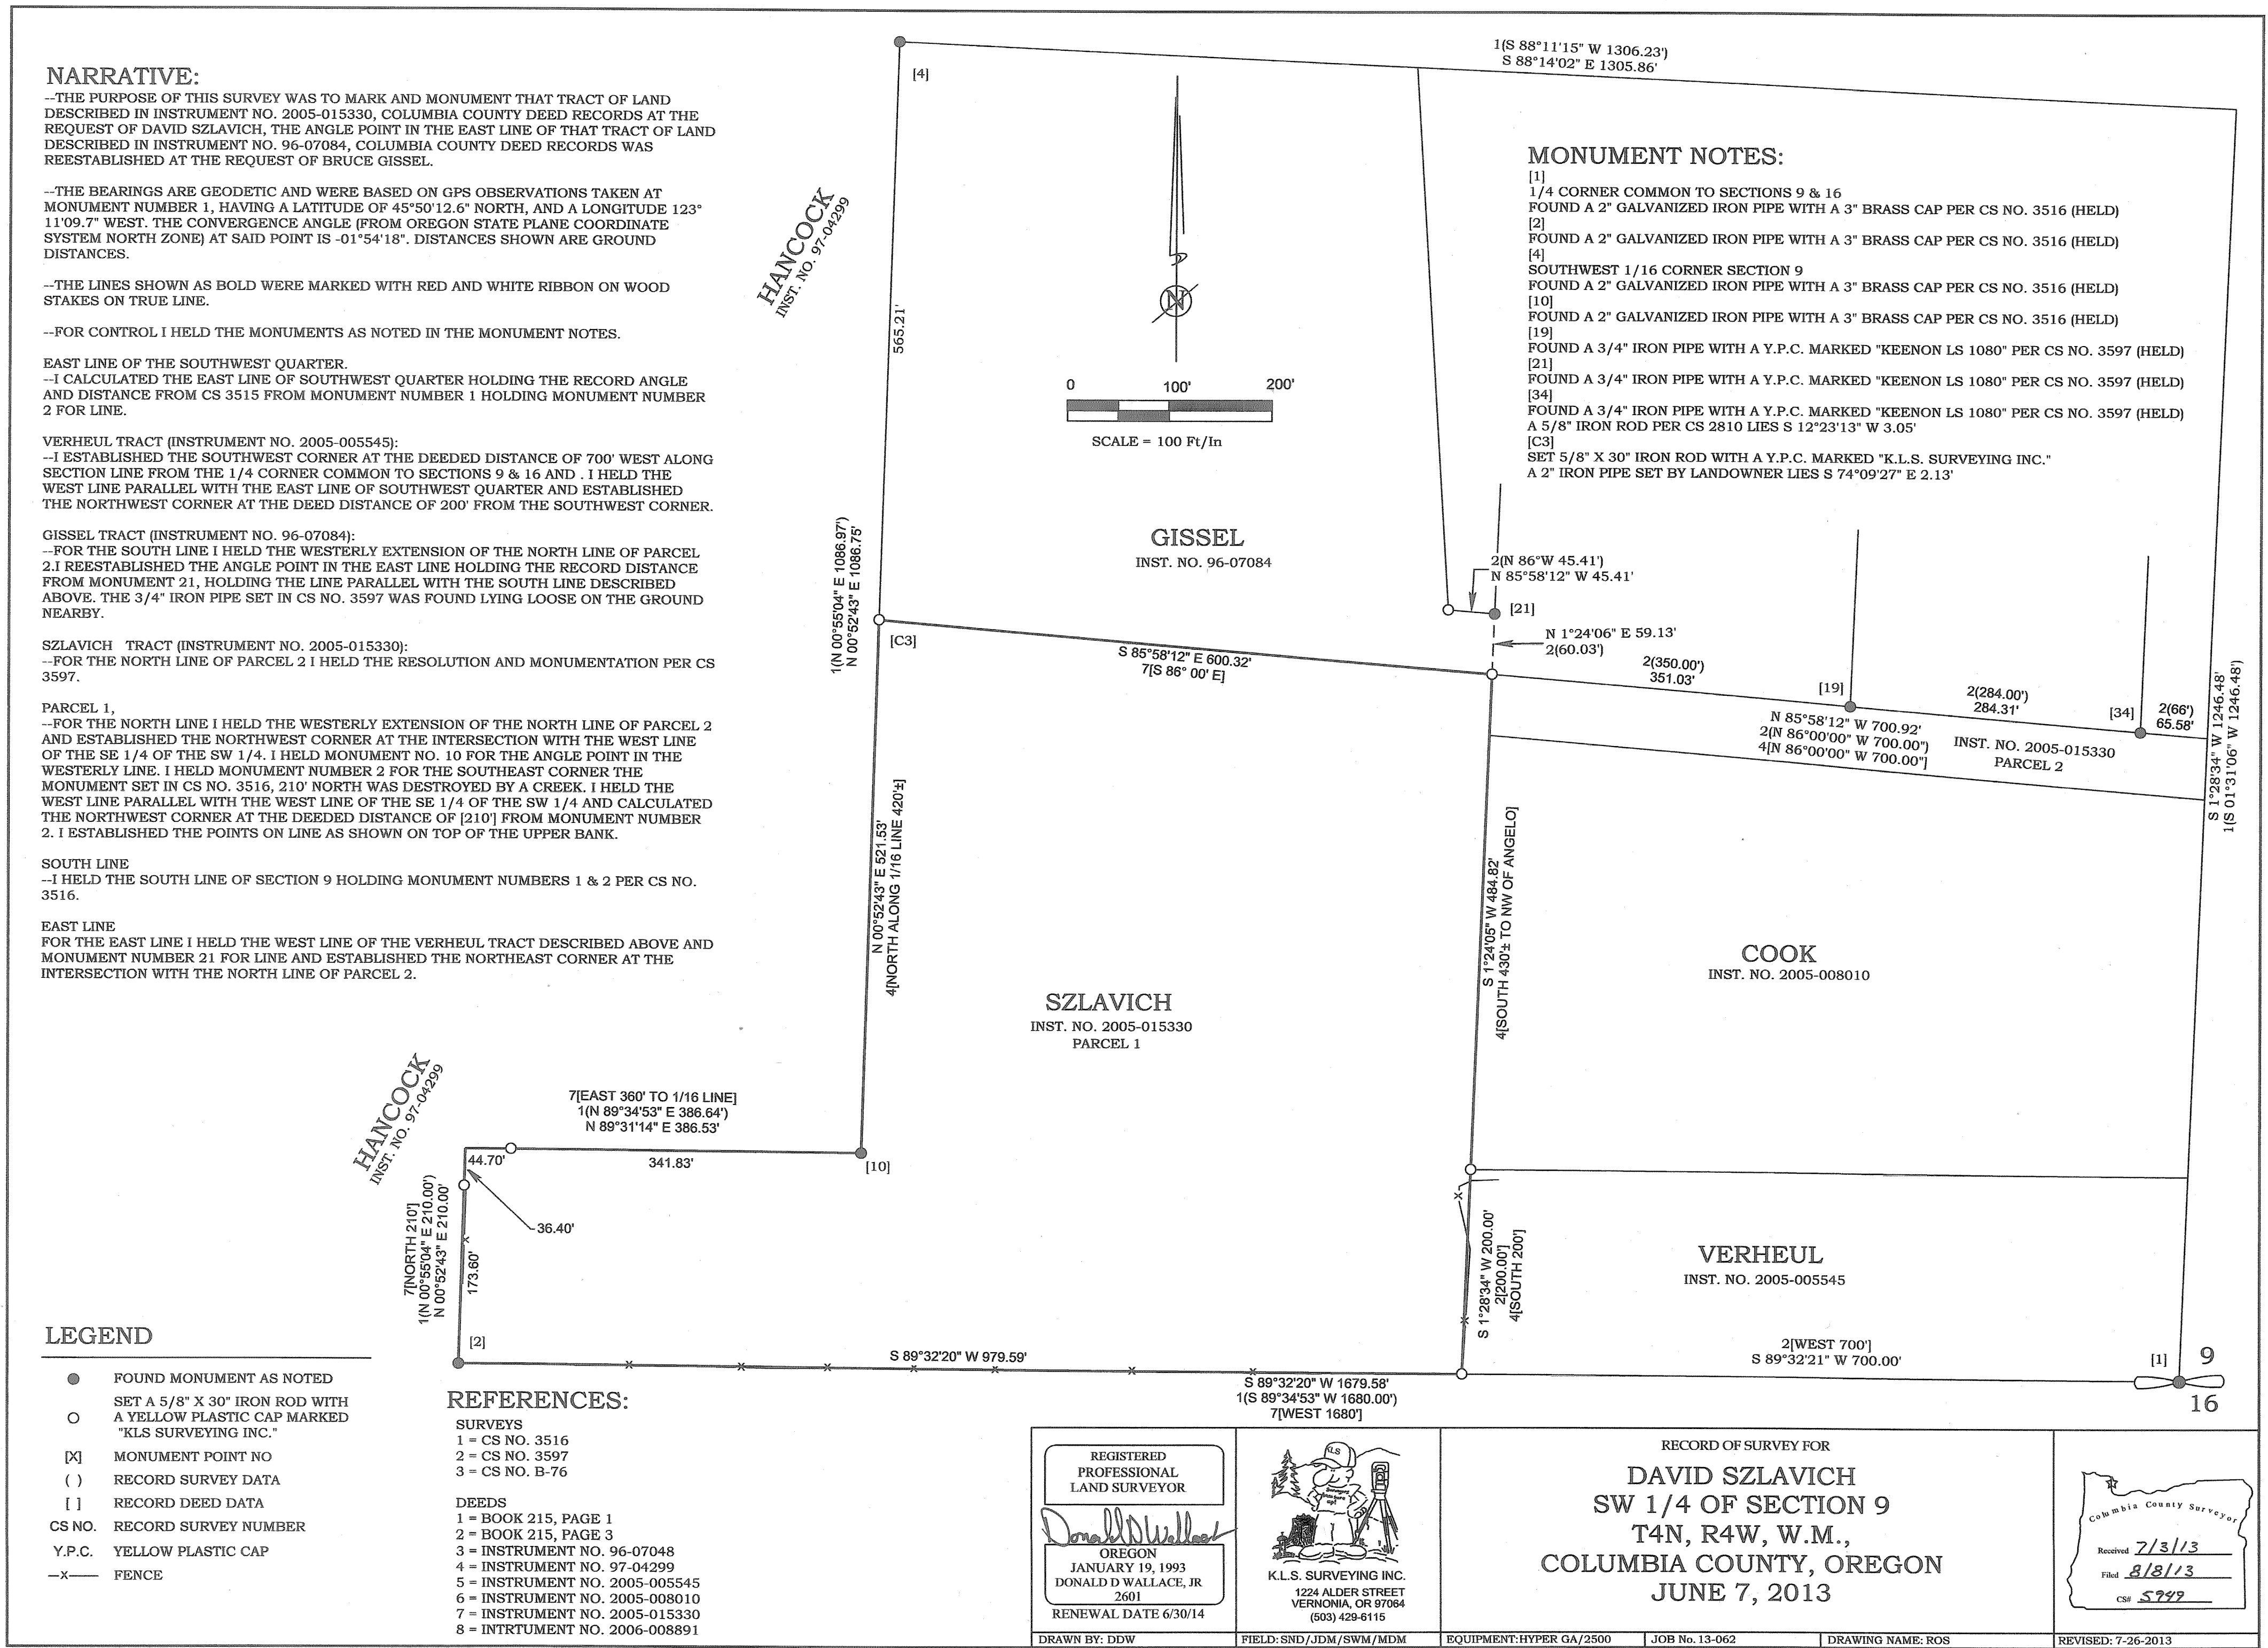 NARRATIVE:
--THE PURPOSE OF THIS SURVEY WAS TO MARK AND MONUMENT THAT TRACT OF LAND
DESCRIBED IN INSTRUMENT NO. 2005-015330, COLUMBIA COUNTY DEED RECORDS AT THE
REQUEST OF DAVID SZLAVICH, THE ANGLE POINT IN THE EAST LINE OF THAT TRACT OF LAND
DESCRIBED IN INSTRUMENT NO. 96-07084, COLUMBIA COUNTY DEED RECORDS WAS
REESTABLISHED AT THE REQUEST OF BRUCE GISSEL.
--THE BEARINGS ARE GEODETIC AND WERE BASED ON GPS OBSERVATIONS TAKEN AT
MONUMENT NUMBER 1, HAVING A LATITUDE OF 45°50'12.6" NORTH, AND A LONGITUDE 123°
11'09.7" WEST. THE CONVERGENCE ANGLE (FROM OREGON STATE PLANE COORDINATE
SYSTEM NORTH ZONE) AT SAID POINT IS -01°54'18". DISTANCES SHOWN ARE GROUND
DISTANCES.
--THE LINES SHOWN AS BOLD WERE MARKED WITH RED AND WHITE RIBBON ON WOOD
STAKES ON TRUE LINE.
--FOR CONTROL I HELD THE MONUMENTS AS NOTED IN THE MONUMENT NOTES.
EAST LINE OF THE SOUTHWEST QUARTER.
--I CALCULATED THE EAST LINE OF SOUTHWEST QUARTER HOLDING THE RECORD ANGLE
AND DISTANCE FROM CS 3515 FROM MONUMENT NUMBER 1 HOLDING MONUMENT NUMBER
2 FOR LINE.
VERHEUL TRACT (INSTRUMENT NO. 2005-005545):
--I ESTABLISHED THE SOUTHWEST CORNER AT THE DEEDED DISTANCE OF 700' WEST ALONG
SECTION LINE FROM THE 1/4 CORNER COMMON TO SECTIONS 9 & 16 AND . I HELD THE
WEST LINE PARALLEL WITH THE EAST LINE OF SOUTHWEST QUARTER AND ESTABLISHED
THE NORTHWEST CORNER AT THE DEED DISTANCE OF 200' FROM THE SOUTHWEST CORNER.
GISSEL TRACT (INSTRUMENT NO. 96-07084):
--FOR THE SOUTH LINE I HELD THE WESTERLY EXTENSION OF THE NORTH LINE OF PARCEL
2.I REESTABLISHED THE ANGLE POINT IN THE EAST LINE HOLDING THE RECORD DISTANCE
FROM MONUMENT 21, HOLDING THE LINE PARALLEL WITH THE SOUTH LINE DESCRIBED
ABOVE. THE 3/4" IRON PIPE SET IN CS NO. 3597 WAS FOUND LYING LOOSE ON THE GROUND
NEARBY.
SZLAVICH TRACT (INSTRUMENT NO. 2005-015330):
--FOR THE NORTH LINE OF PARCEL 2 I HELD THE RESOLUTION AND MONUMENTATION PER CS
3597.
PARCEL 1,
--FOR THE NORTH LINE I HELD THE WESTERLY EXTENSION OF THE NORTH LINE OF PARCEL 2
AND ESTABLISHED THE NORTHWEST CORNER AT THE INTERSECTION WITH THE WEST LINE
OF THE SE 1/4 OF THE SW 1/4. I HELD MONUMENT NO. 10 FOR THE ANGLE POINT IN THE
WESTERLY LINE. I HELD MONUMENT NUMBER 2 FOR THE SOUTHEAST CORNER THE
MONUMENT SET IN CS NO. 3516, 210' NORTH WAS DESTROYED BY A CREEK. I HELD THE
WEST LINE PARALLEL WITH THE WEST LINE OF THE SE 1/4 OF THE SW 1/4 AND CALCULATED
THE NORTHWEST CORNER AT THE DEEDED DISTANCE OF [210'] FROM MONUMENT NUMBER
2. I ESTABLISHED THE POINTS ON LINE AS SHOWN ON TOP OF THE UPPER BANK.
SOUTH LINE
--I HELD THE SOUTH LINE OF SECTION 9 HOLDING MONUMENT NUMBERS 1 & 2 PER CS NO.
3516.
EAST LINE
FOR THE EAST LINE I HELD THE WEST LINE OF THE VERHEUL TRACT DESCRIBED ABOVE AND
MONUMENT NUMBER 21 FOR LINE AND ESTABLISHED THE NORTHEAST CORNER AT THE
INTERSECTION WITH THE NORTH LINE OF PARCEL 2.
1(S 88°11'15" W 1306.23')
S 88°14'02" E 1305.86'
[4]
HANCOCK
INST. NO. 97-04299
565.21'
N
0 100' 200'
SCALE = 100 Ft/In
MONUMENT NOTES:
[1]
1/4 CORNER COMMON TO SECTIONS 9 & 16
FOUND A 2" GALVANIZED IRON PIPE WITH A 3" BRASS CAP PER CS NO. 3516 (HELD)
[2]
FOUND A 2" GALVANIZED IRON PIPE WITH A 3" BRASS CAP PER CS NO. 3516 (HELD)
[4]
SOUTHWEST 1/16 CORNER SECTION 9
FOUND A 2" GALVANIZED IRON PIPE WITH A 3" BRASS CAP PER CS NO. 3516 (HELD)
[10]
FOUND A 2" GALVANIZED IRON PIPE WITH A 3" BRASS CAP PER CS NO. 3516 (HELD)
[19]
FOUND A 3/4" IRON PIPE WITH A Y.P.C. MARKED "KEENON LS 1080" PER CS NO. 3597 (HELD)
[21]
FOUND A 3/4" IRON PIPE WITH A Y.P.C. MARKED "KEENON LS 1080" PER CS NO. 3597 (HELD)
[34]
FOUND A 3/4" IRON PIPE WITH A Y.P.C. MARKED "KEENON LS 1080" PER CS NO. 3597 (HELD)
A 5/8" IRON ROD PER CS 2810 LIES S 12°23'13" W 3.05'
[C3]
SET 5/8" X 30" IRON ROD WITH A Y.P.C. MARKED "K.L.S. SURVEYING INC."
A 2" IRON PIPE SET BY LANDOWNER LIES S 74°09'27" E 2.13'
GISSEL
INST. NO. 96-07084
1(N 00°55'04" E 1086.97')
N 00°52'43" E 1086.75'
2(N 86°W 45.41')
N 85°58'12" W 45.41'
[21]
N 1°24'06" E 59.13'
2(60.03')
[C3]
S 85°58'12" E 600.32'
7[S 86° 00' E]
2(350.00')
351.03'
[19]
2(284.00')
284.31'
[34]
2(66')
65.58'
N 85°58'12" W 700.92'
2(N 86°00'00" W 700.00")
4[N 86°00'00" W 700.00"]
INST. NO. 2005-015330
PARCEL 2
S 1°28'34" W 1246.48'
1(S 01°31'06" W 1246.48')
N 00°52'43" E 521.53'
4[NORTH ALONG 1/16 LINE 420'±]
S 1°24'05" W 484.82'
4[SOUTH 430'± TO NW OF ANGELO]
COOK
INST. NO. 2005-008010
SZLAVICH
INST. NO. 2005-015330
PARCEL 1
HANCOCK
INST. NO. 97-04299
7[EAST 360' TO 1/16 LINE]
1(N 89°34'53" E 386.64')
N 89°31'14" E 386.53'
44.70'
341.83'
[10]
36.40'
7[NORTH 210']
1(N 00°55'04" E 210.00')
N 00°52'43" E 210.00'
173.60'
[2]
S 1°28'34" W 200.00'
2[200.00']
4[SOUTH 200']
VERHEUL
INST. NO. 2005-005545
2[WEST 700']
S 89°32'21" W 700.00'
[1]
9
16
S 89°32'20" W 979.59'
S 89°32'20" W 1679.58'
1(S 89°34'53" W 1680.00')
7[WEST 1680']
LEGEND
FOUND MONUMENT AS NOTED
SET A 5/8" X 30" IRON ROD WITH
A YELLOW PLASTIC CAP MARKED
"KLS SURVEYING INC."
[X] MONUMENT POINT NO
( ) RECORD SURVEY DATA
[ ] RECORD DEED DATA
CS NO. RECORD SURVEY NUMBER
Y.P.C. YELLOW PLASTIC CAP
—x— FENCE
REFERENCES:
SURVEYS
1 = CS NO. 3516
2 = CS NO. 3597
3 = CS NO. B-76
DEEDS
1 = BOOK 215, PAGE 1
2 = BOOK 215, PAGE 3
3 = INSTRUMENT NO. 96-07048
4 = INSTRUMENT NO. 97-04299
5 = INSTRUMENT NO. 2005-005545
6 = INSTRUMENT NO. 2005-008010
7 = INSTRUMENT NO. 2005-015330
8 = INTRTUMENT NO. 2006-008891
REGISTERED
PROFESSIONAL
LAND SURVEYOR
Donald D Wallace
OREGON
JANUARY 19, 1993
DONALD D WALLACE, JR
2601
RENEWAL DATE 6/30/14
KLS
K.L.S. SURVEYING INC.
1224 ALDER STREET
VERNONIA, OR 97064
(503) 429-6115
RECORD OF SURVEY FOR
DAVID SZLAVICH
SW 1/4 OF SECTION 9
T4N, R4W, W.M.,
COLUMBIA COUNTY, OREGON
JUNE 7, 2013
Columbia County Surveyor
Received 7/3/13
Filed 8/8/13
CS# 5949
DRAWN BY: DDW
FIELD: SND/JDM/SWM/MDM
EQUIPMENT:HYPER GA/2500
JOB No. 13-062
DRAWING NAME: ROS
REVISED: 7-26-2013